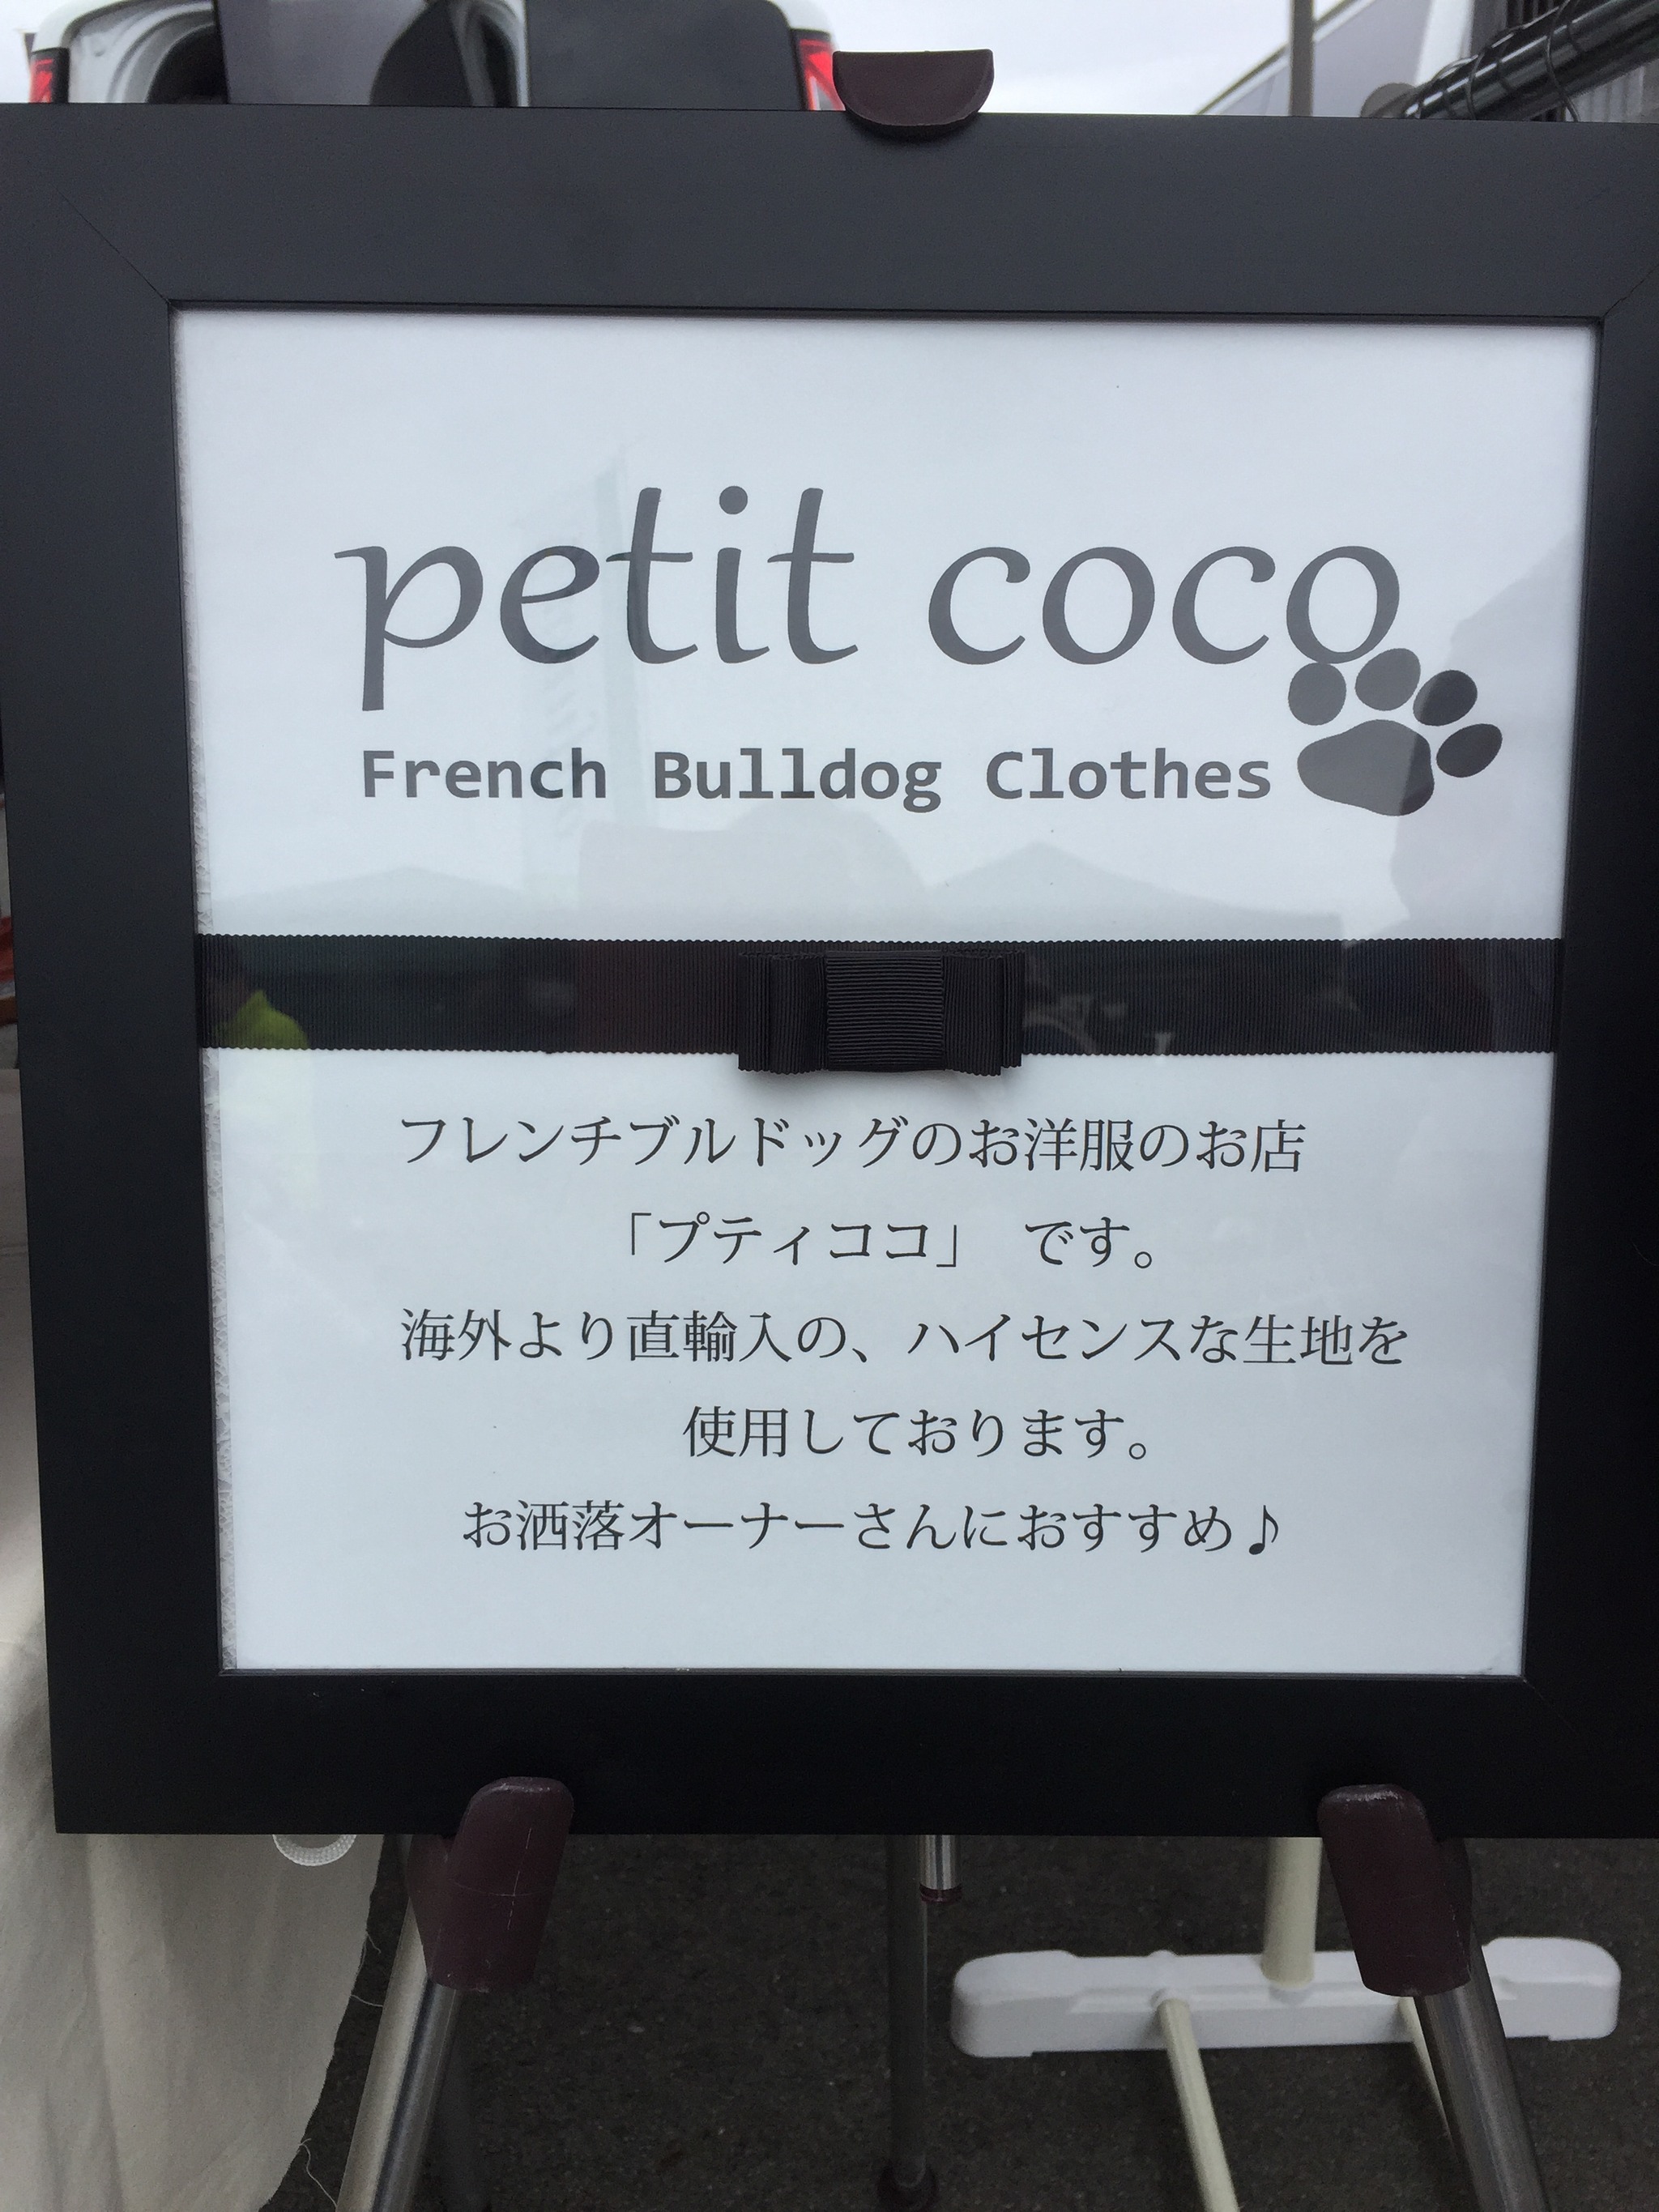 petit coco
French Bulldog Clothes
フレンチブルドッグのお洋服のお店
「プティココ」 です。
海外より直輸入の、ハイセンスな生地を
使用しております。
お洒落オーナーさんにおすすめ♪